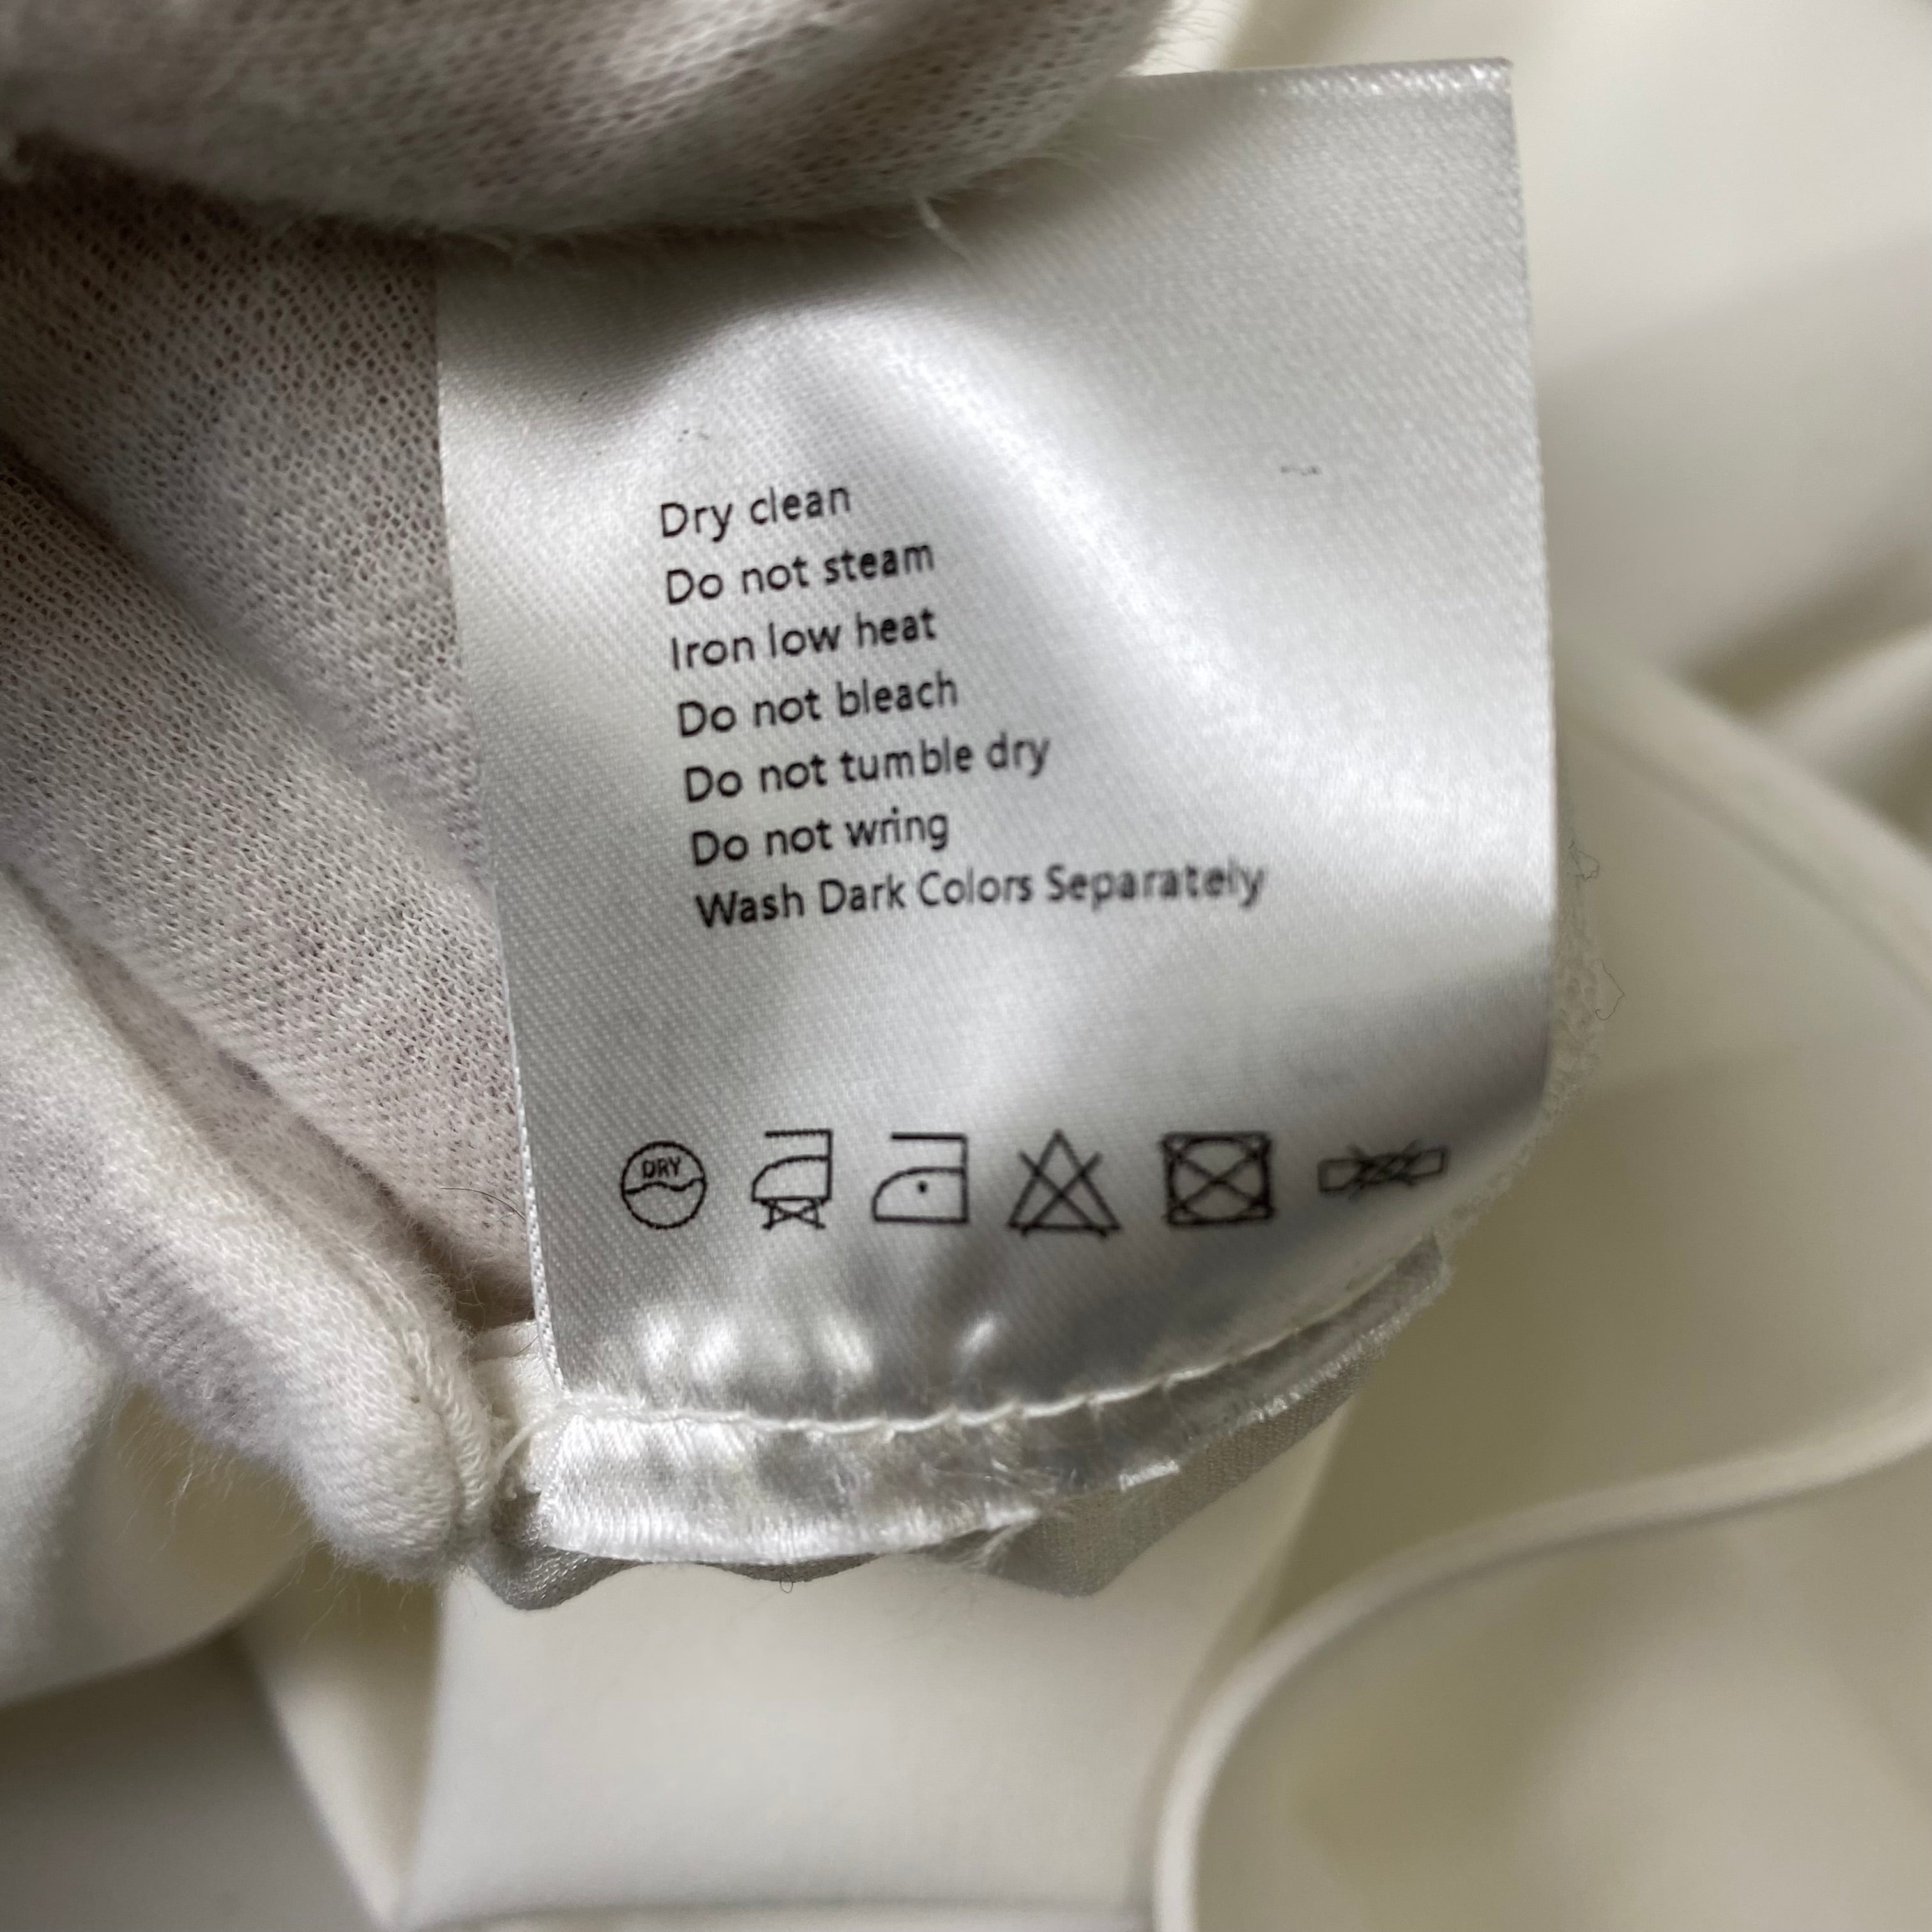 Dry clean
Do not steam
Iron low heat
Do not bleach
Do not tumble dry
Do not wring
Wash Dark Colors Separately
DRY